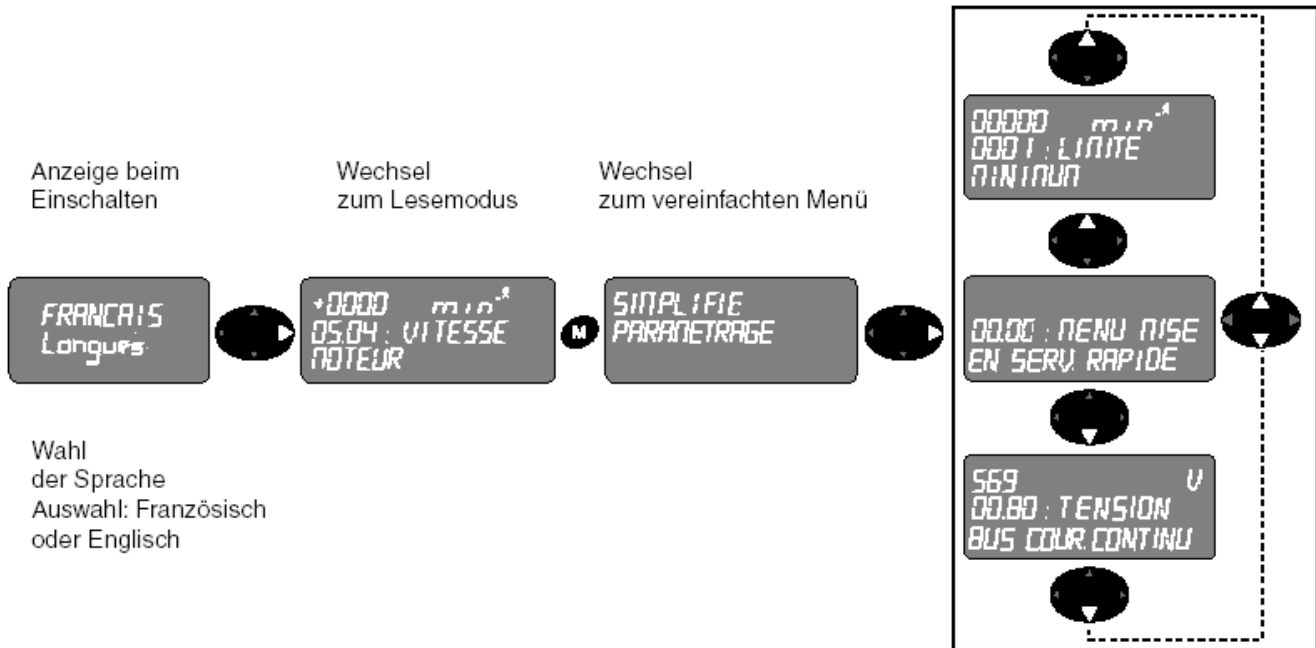 Anzeige beim
Einschalten
Wechsel
zum Lesemodus
Wechsel
zum vereinfachten Menü
FRANCAIS
Langues
+0000 min⁻¹
05.04 : VITESSE
MOTEUR
M
SIMPLIFIE
PARAMETRAGE
Wahl
der Sprache
Auswahl: Französisch
oder Englisch
00000 min⁻¹
0001 : LIMITE
MINIMUM
00.00 : MENU MISE
EN SERV. RAPIDE
569 V
00.80 : TENSION
BUS COUR.CONTINU